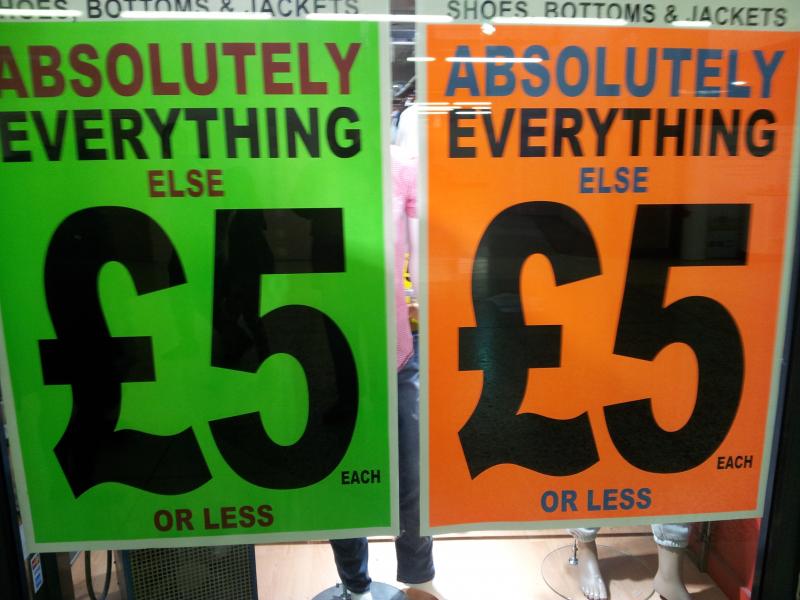 SHOES, BOTTOMS & JACKETS
ABSOLUTELY
EVERYTHING
ELSE
£5
EACH
OR LESS
SHOES, BOTTOMS & JACKETS
ABSOLUTELY
EVERYTHING
ELSE
£5
EACH
OR LESS